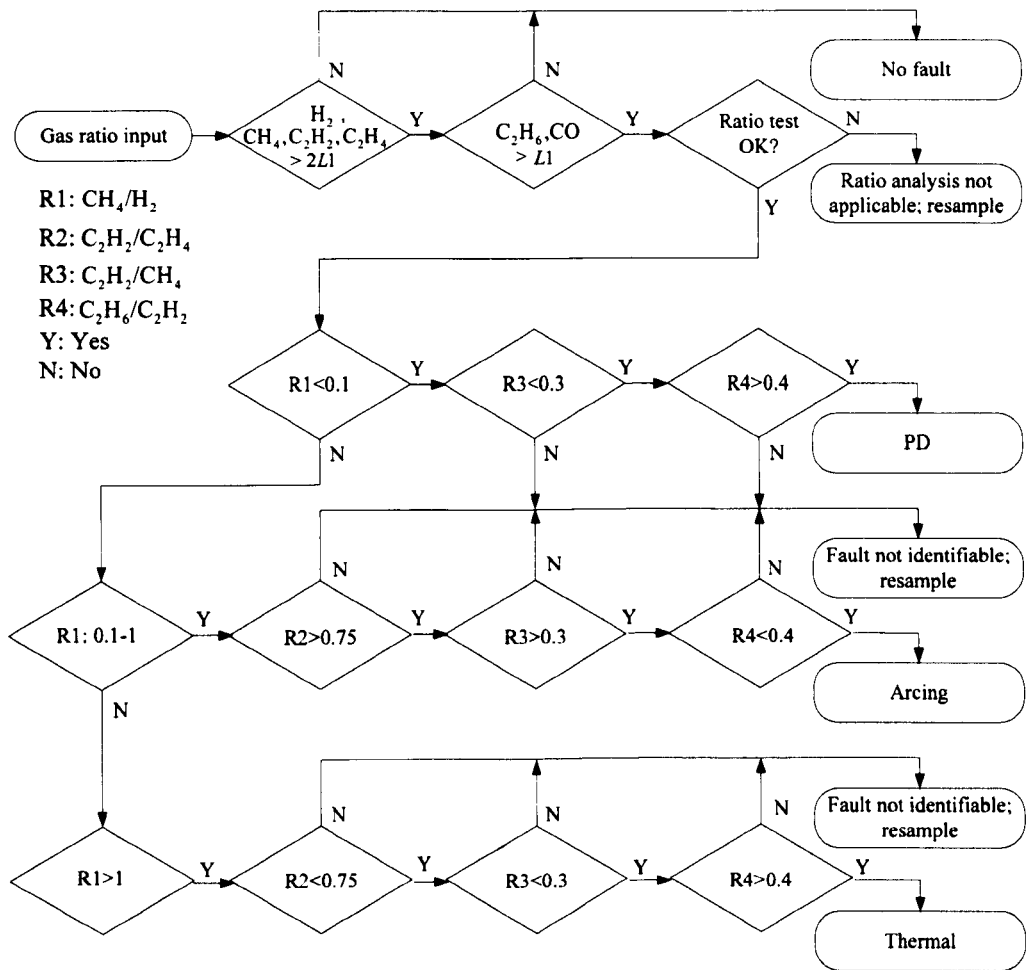 No fault
N
N
Gas ratio input
H₂,
CH₄,C₂H₂,C₂H₄
> 2L1
Y
C₂H₆,CO
> L1
Y
Ratio test
OK?
N
Ratio analysis not
applicable; resample
Y
R1: CH₄/H₂
R2: C₂H₂/C₂H₄
R3: C₂H₂/CH₄
R4: C₂H₆/C₂H₂
Y: Yes
N: No
R1<0.1
Y
R3<0.3
Y
R4>0.4
Y
PD
N
N
N
Fault not identifiable;
resample
N
N
N
R1: 0.1-1
Y
R2>0.75
Y
R3>0.3
Y
R4<0.4
Y
Arcing
N
Fault not identifiable;
resample
N
N
N
R1>1
Y
R2<0.75
Y
R3<0.3
Y
R4>0.4
Y
Thermal